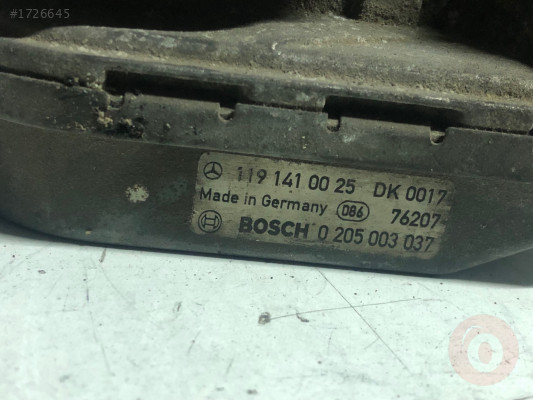 #1726645
119 141 00 25 DK 0017
Made in Germany 086 76207
BOSCH 0 205 003 037